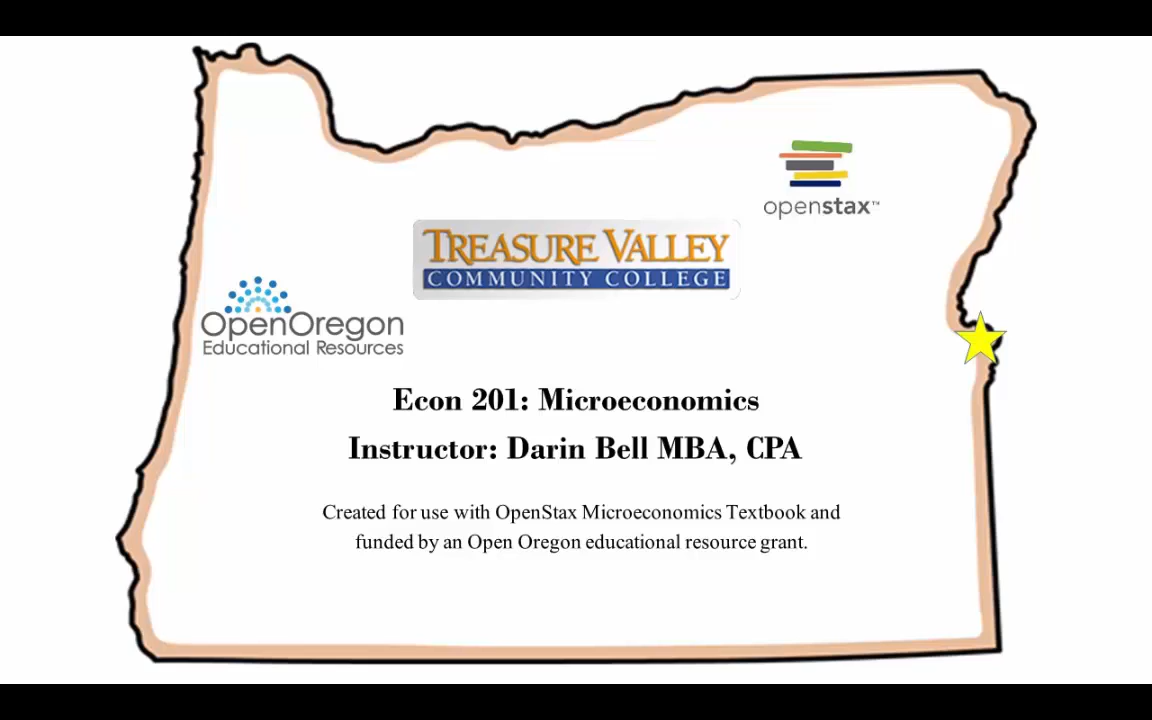 openstax™
TREASURE VALLEY
COMMUNITY COLLEGE
OpenOregon
Educational Resources
Econ 201: Microeconomics
Instructor: Darin Bell MBA, CPA
Created for use with OpenStax Microeconomics Textbook and
funded by an Open Oregon educational resource grant.